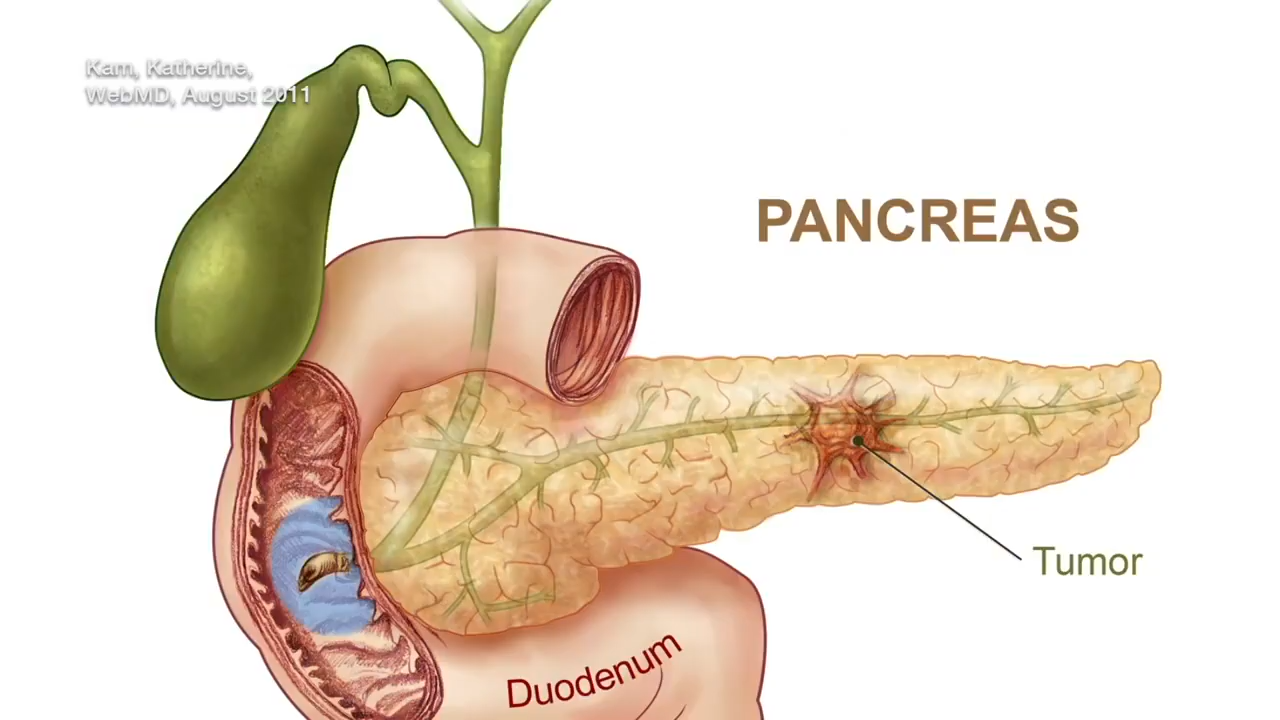 Kam, Katherine,
WebMD, August 2011
PANCREAS
Tumor
Duodenum